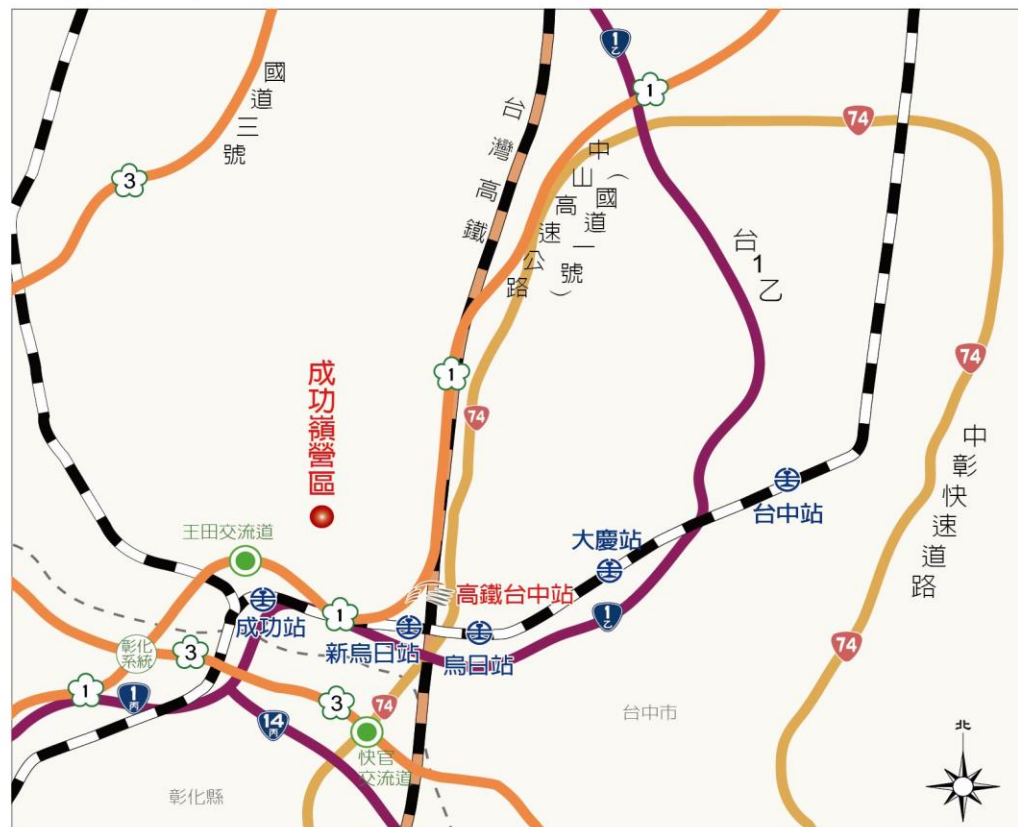 1乙
國道三號
台灣高鐵
1
74
中山高速公路
（國道一號）
3
台1乙
1
74
74
成功嶺營區
中彰快速道路
台中站
王田交流道
大慶站
高鐵台中站
1
1乙
成功站
新烏日站
烏日站
彰化系統
3
74
1
1丙
3
74
14丙
台中市
北
快官交流道
彰化縣